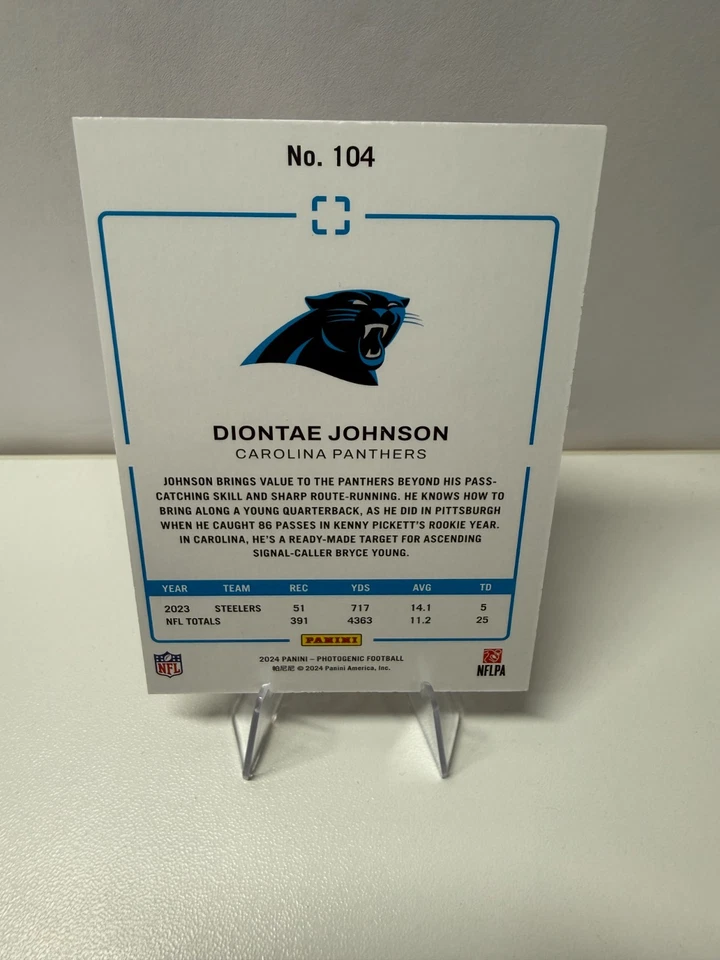 No. 104
DIONTAE JOHNSON
CAROLINA PANTHERS
JOHNSON BRINGS VALUE TO THE PANTHERS BEYOND HIS PASS-
CATCHING SKILL AND SHARP ROUTE-RUNNING. HE KNOWS HOW TO
BRING ALONG A YOUNG QUARTERBACK, AS HE DID IN PITTSBURGH
WHEN HE CAUGHT 86 PASSES IN KENNY PICKETT'S ROOKIE YEAR.
IN CAROLINA, HE'S A READY-MADE TARGET FOR ASCENDING
SIGNAL-CALLER BRYCE YOUNG.
YEAR TEAM REC YDS AVG TD
2023 STEELERS 51 717 14.1 5
NFL TOTALS 391 4363 11.2 25
PANINI
NFL
2024 PANINI – PHOTOGENIC FOOTBALL
帕尼尼 © 2024 Panini America, Inc.
NFLPA